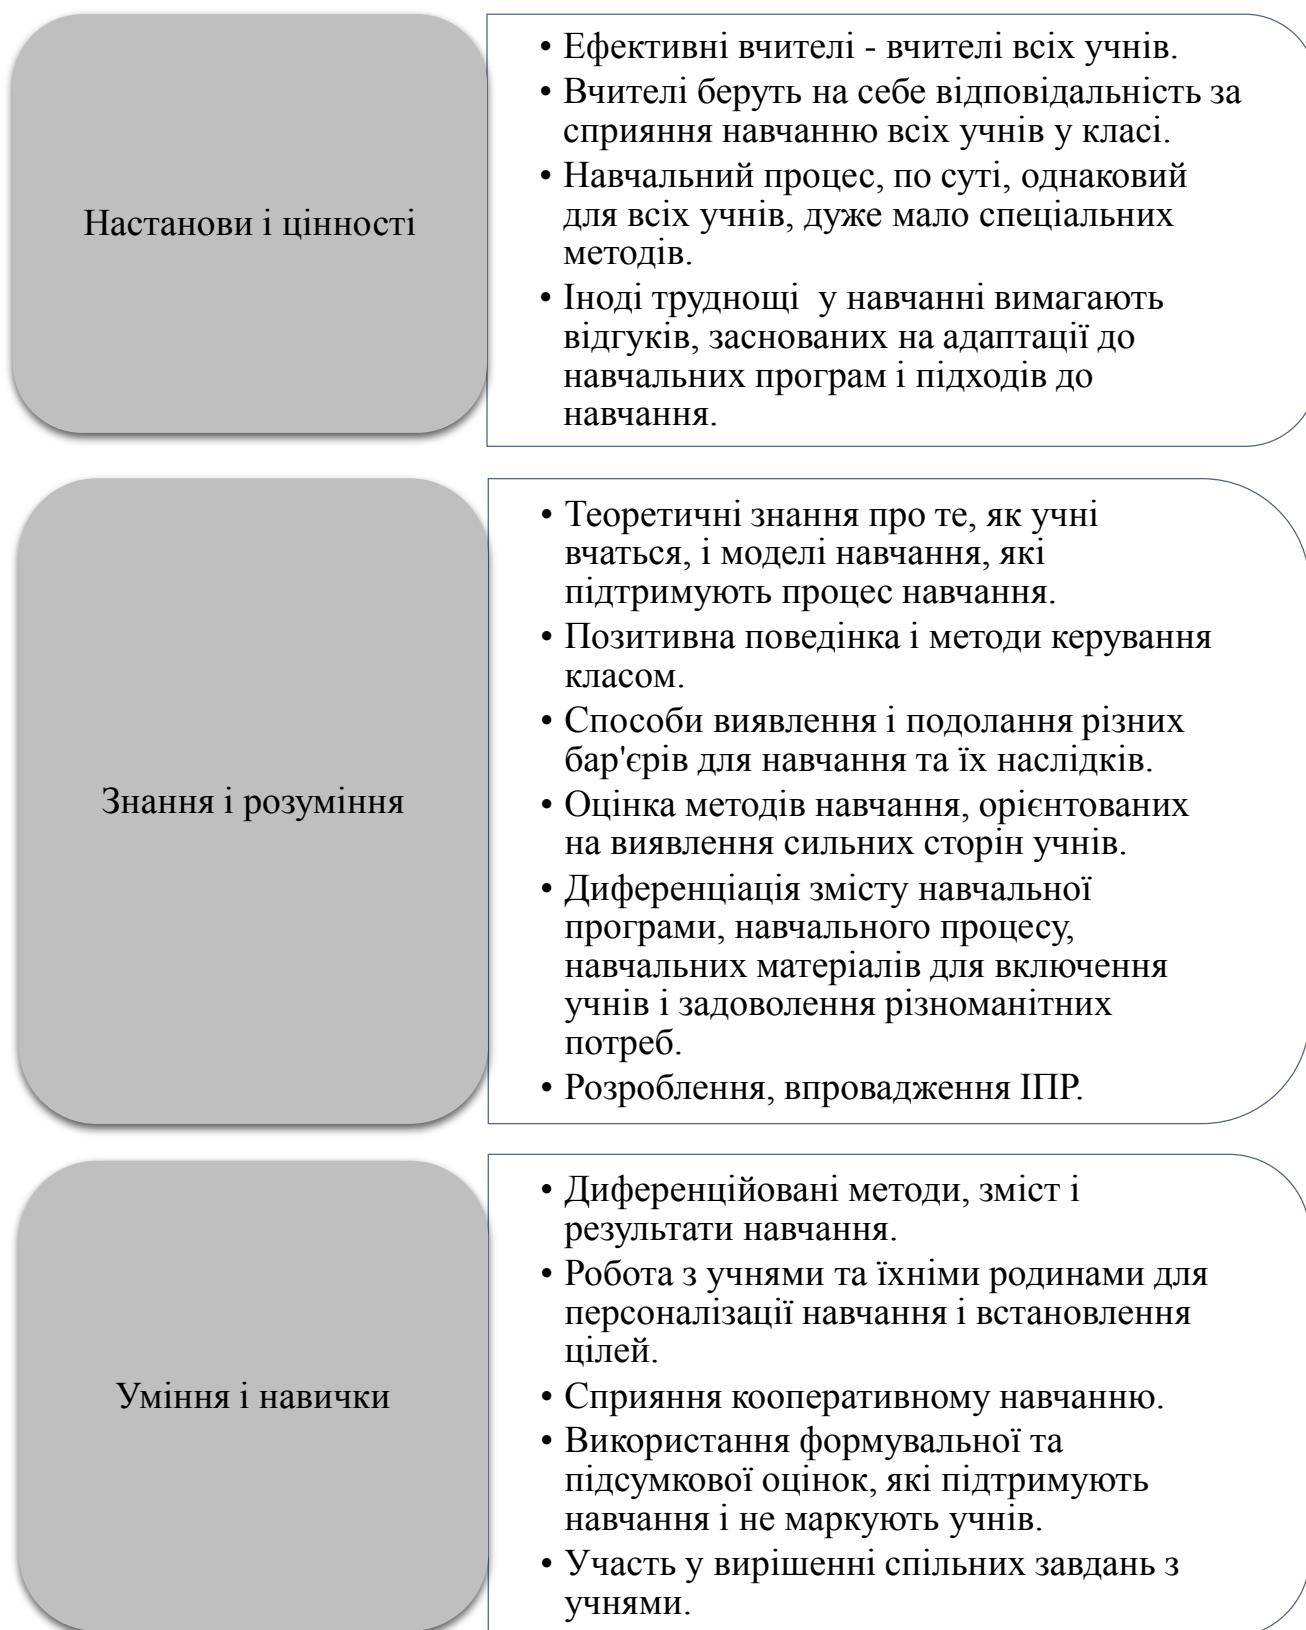 Настанови і цінності
• Ефективні вчителі - вчителі всіх учнів.
• Вчителі беруть на себе відповідальність за
сприяння навчанню всіх учнів у класі.
• Навчальний процес, по суті, однаковий
для всіх учнів, дуже мало спеціальних
методів.
• Іноді труднощі  у навчанні вимагають
відгуків, заснованих на адаптації до
навчальних програм і підходів до
навчання.
Знання і розуміння
• Теоретичні знання про те, як учні
вчаться, і моделі навчання, які
підтримують процес навчання.
• Позитивна поведінка і методи керування
класом.
• Способи виявлення і подолання різних
бар'єрів для навчання та їх наслідків.
• Оцінка методів навчання, орієнтованих
на виявлення сильних сторін учнів.
• Диференціація змісту навчальної
програми, навчального процесу,
навчальних матеріалів для включення
учнів і задоволення різноманітних
потреб.
• Розроблення, впровадження ІПР.
Уміння і навички
• Диференційовані методи, зміст і
результати навчання.
• Робота з учнями та їхніми родинами для
персоналізації навчання і встановлення
цілей.
• Сприяння кооперативному навчанню.
• Використання формувальної та
підсумкової оцінок, які підтримують
навчання і не маркують учнів.
• Участь у вирішенні спільних завдань з
учнями.